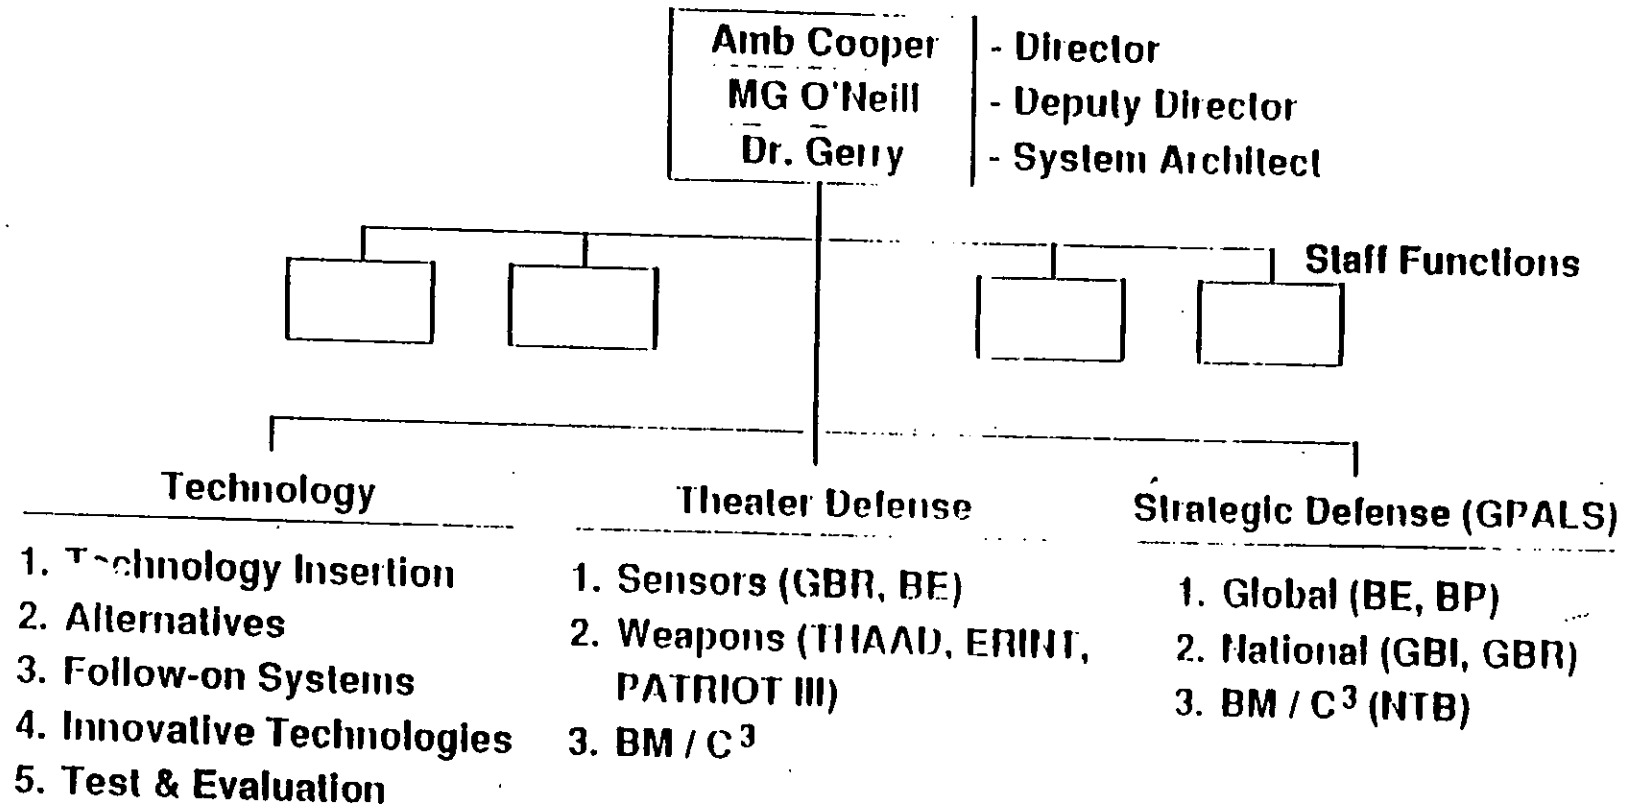 Amb Cooper - Director
MG O'Neill - Deputy Director
Dr. Gerry - System Architect
Staff Functions
Technology
1. Technology Insertion
2. Alternatives
3. Follow-on Systems
4. Innovative Technologies
5. Test & Evaluation
Theater Defense
1. Sensors (GBR, BE)
2. Weapons (THAAD, ERINT,
PATRIOT III)
3. BM / C³
Strategic Defense (GPALS)
1. Global (BE, BP)
2. National (GBI, GBR)
3. BM / C³ (NTB)